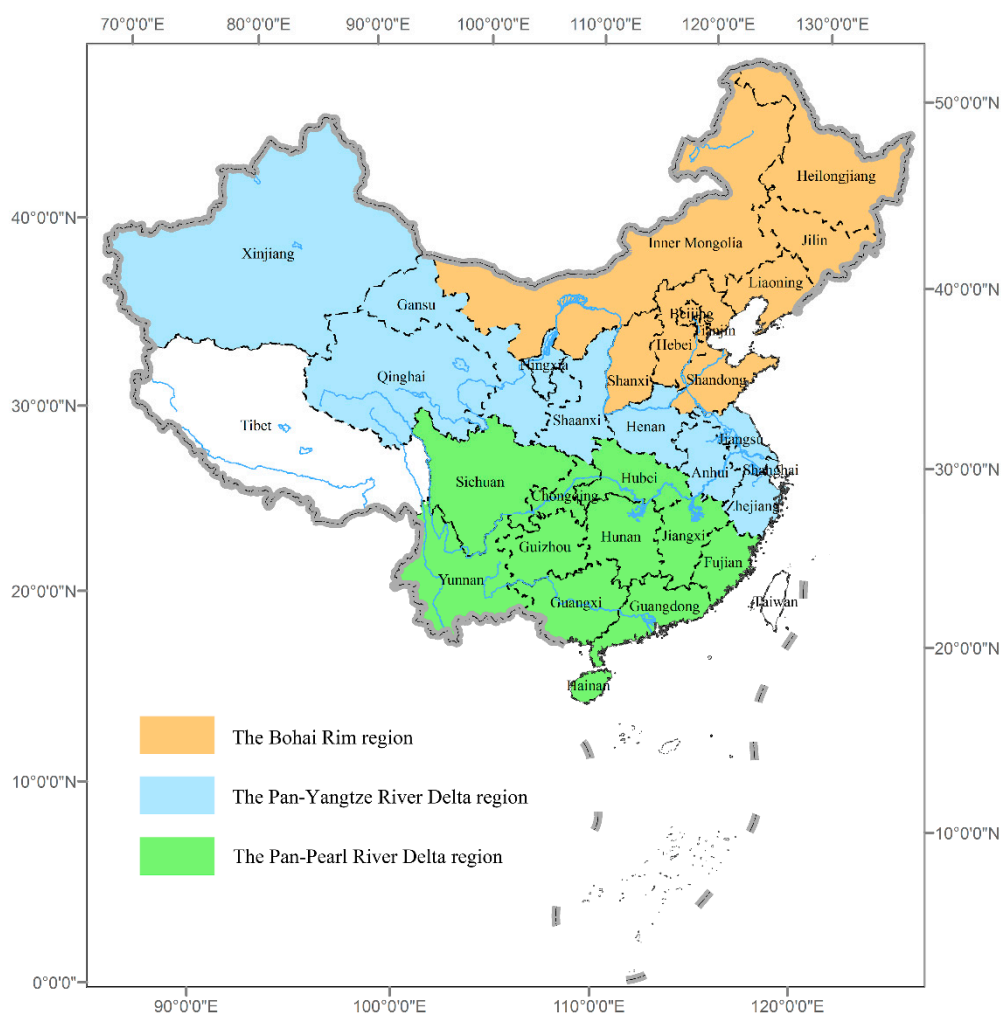 70°0'0"E
80°0'0"E
90°0'0"E
100°0'0"E
110°0'0"E
120°0'0"E
130°0'0"E
50°0'0"N
40°0'0"N
30°0'0"N
20°0'0"N
10°0'0"N
0°0'0"
40°0'0"N
30°0'0"N
20°0'0"N
10°0'0"N
Heilongjiang
Jilin
Inner Mongolia
Liaoning
Xinjiang
Gansu
Beijing
Tianjin
Hebei
Ningxia
Qinghai
Shanxi
Shandong
Shaanxi
Henan
Tibet
Jiangsu
Anhui
Shanghai
Sichuan
Hubei
Chongqing
Zhejiang
Hunan
Jiangxi
Guizhou
Fujian
Yunnan
Guangxi
Guangdong
Taiwan
Hainan
The Bohai Rim region
The Pan-Yangtze River Delta region
The Pan-Pearl River Delta region
90°0'0"E
100°0'0"E
110°0'0"E
120°0'0"E